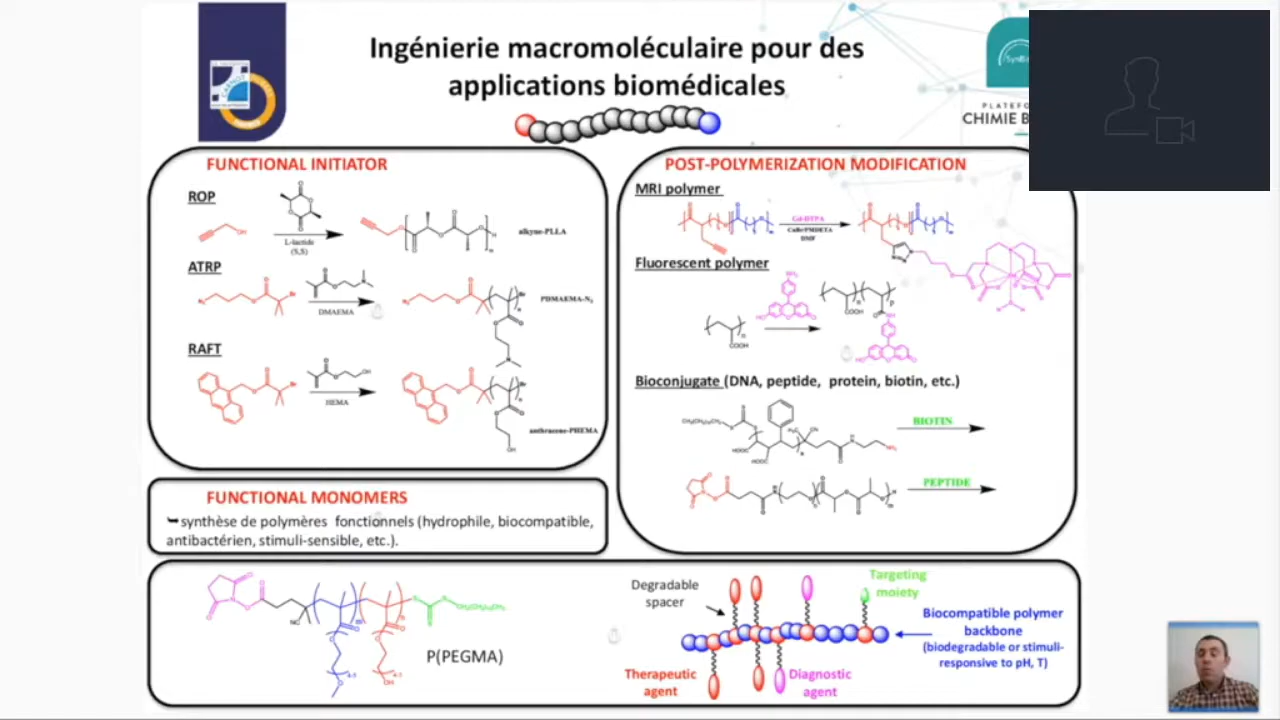 Ingénierie macromoléculaire pour des
applications biomédicales
PLATEFO
CHIMIE B
FUNCTIONAL INITIATOR
ROP
L-lactide
(S,S)
alkyne-PLLA
ATRP
DMAEMA
PDMAEMA-N3
RAFT
HEMA
anthracene-PHEMA
FUNCTIONAL MONOMERS
synthèse de polymères fonctionnels (hydrophile, biocompatible,
antibactérien, stimuli-sensible, etc.).
POST-POLYMERIZATION MODIFICATION
MRI polymer
Gd-DTPA
CuBr/PMDETA
DMF
Fluorescent polymer
COOH
COOH
Bioconjugate (DNA, peptide, protein, biotin, etc.)
BIOTIN
PEPTIDE
P(PEGMA)
Degradable
spacer
Targeting
moiety
Biocompatible polymer
backbone
(biodegradable or stimuli-
responsive to pH, T)
Therapeutic
agent
Diagnostic
agent